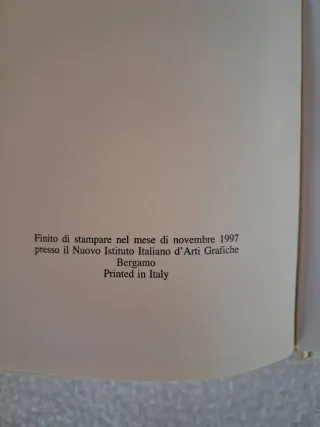 Finito di stampare nel mese di novembre 1997
presso il Nuovo Istituto Italiano d'Arti Grafiche
Bergamo
Printed in Italy